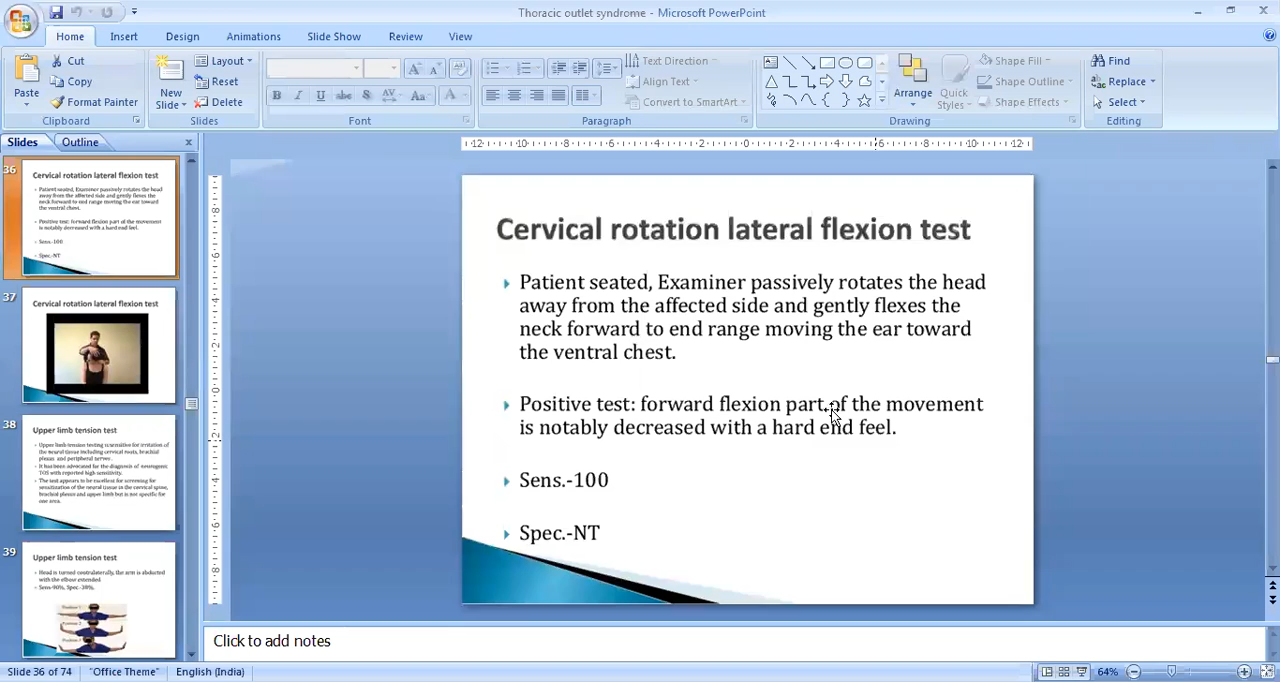 Thoracic outlet syndrome - Microsoft PowerPoint
Home Insert Design Animations Slide Show Review View
Paste Cut Copy Format Painter
Clipboard
New Slide Layout Reset Delete
Slides
B I U abc S AV Aa A
Font
Text Direction
Align Text
Convert to SmartArt
Paragraph
Arrange Quick Styles Shape Fill Shape Outline Shape Effects
Drawing
Find
Replace
Select
Editing
Slides Outline
36
Cervical rotation lateral flexion test
Patient seated, Examiner passively rotates the head
away from the affected side and gently flexes the
neck forward to end range moving the ear toward
the ventral chest.
Positive test: forward flexion part of the movement
is notably decreased with a hard end feel.
Sens.-100
Spec.-NT
37
Cervical rotation lateral flexion test
38
Upper limb tension test
Upper limb tension testing is sensitive for irritation of
the neural tissue including cervical roots, brachial
plexus and peripheral nerves.
It has been advocated for the diagnosis of neurogenic
TOS with reported high sensitivity.
The test appears to be excellent for screening for
sensitization of the neural tissue in the cervical spine,
brachial plexus and upper limb but is not specific for
one area.
39
Upper limb tension test
Head is turned contralaterally, the arm is abducted
with the elbow extended
Sens-90%, Spec.-38%,
Position 1
Position 2
Position 3
Cervical rotation lateral flexion test
Patient seated, Examiner passively rotates the head
away from the affected side and gently flexes the
neck forward to end range moving the ear toward
the ventral chest.
Positive test: forward flexion part of the movement
is notably decreased with a hard end feel.
Sens.-100
Spec.-NT
Click to add notes
Slide 36 of 74 "Office Theme" English (India) 64%